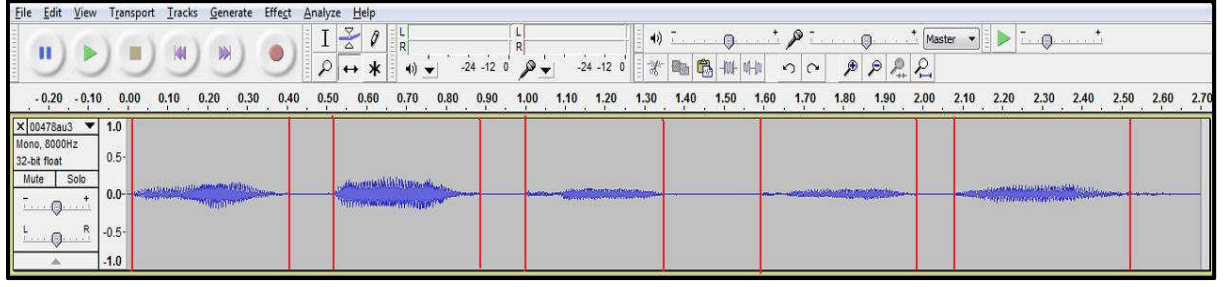 File Edit View Transport Tracks Generate Effect Analyze Help
L
R
L
R
-24 -12 0
-24 -12 0
- +
- +
Master
- +
- 0.20 - 0.10 0.00 0.10 0.20 0.30 0.40 0.50 0.60 0.70 0.80 0.90 1.00 1.10 1.20 1.30 1.40 1.50 1.60 1.70 1.80 1.90 2.00 2.10 2.20 2.30 2.40 2.50 2.60 2.70
X 00478au3 1.0
Mono, 8000Hz
32-bit float 0.5-
Mute Solo
- + 0.0-
L R -0.5-
-1.0